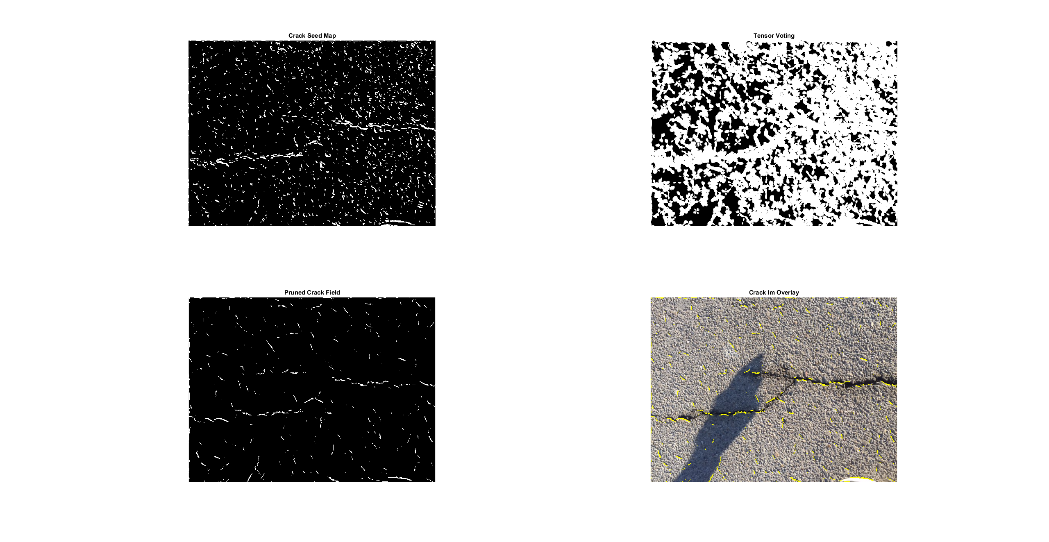 Crack Seed Map
Tensor Voting
Pruned Crack Field
Crack Im Overlay